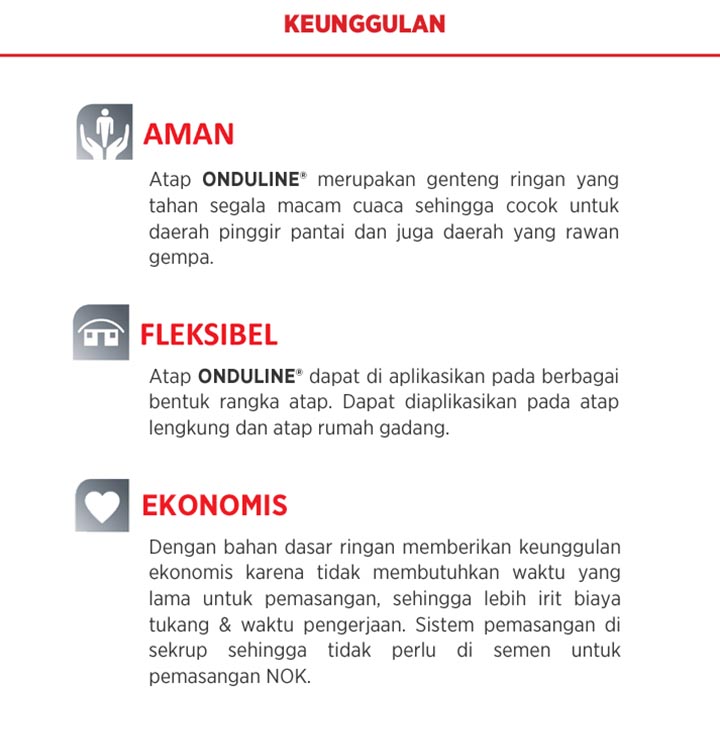 KEUNGGULAN
AMAN
Atap ONDULINE® merupakan genteng ringan yang
tahan segala macam cuaca sehingga cocok untuk
daerah pinggir pantai dan juga daerah yang rawan
gempa.
FLEKSIBEL
Atap ONDULINE® dapat di aplikasikan pada berbagai
bentuk rangka atap. Dapat diaplikasikan pada atap
lengkung dan atap rumah gadang.
EKONOMIS
Dengan bahan dasar ringan memberikan keunggulan
ekonomis karena tidak membutuhkan waktu yang
lama untuk pemasangan, sehingga lebih irit biaya
tukang & waktu pengerjaan. Sistem pemasangan di
sekrup sehingga tidak perlu di semen untuk
pemasangan NOK.